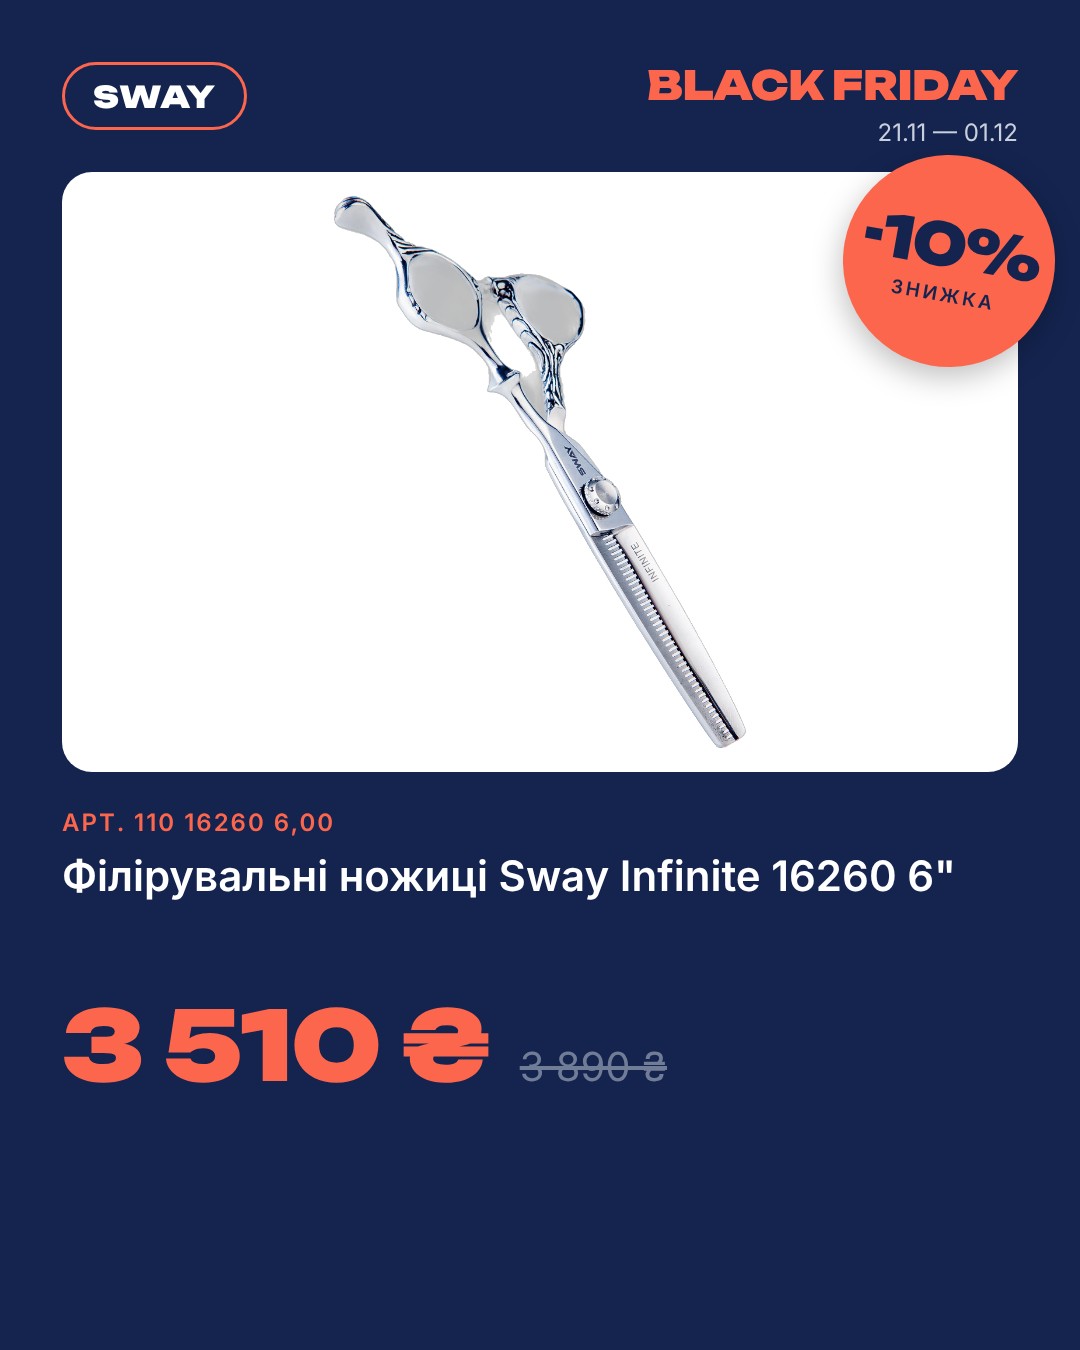 SWAY
BLACK FRIDAY
21.11 — 01.12
-10%
ЗНИЖКА
SWAY
INFINITE
АРТ. 110 16260 6,00
Філірувальні ножиці Sway Infinite 16260 6"
3 510 ₴
3 890 ₴